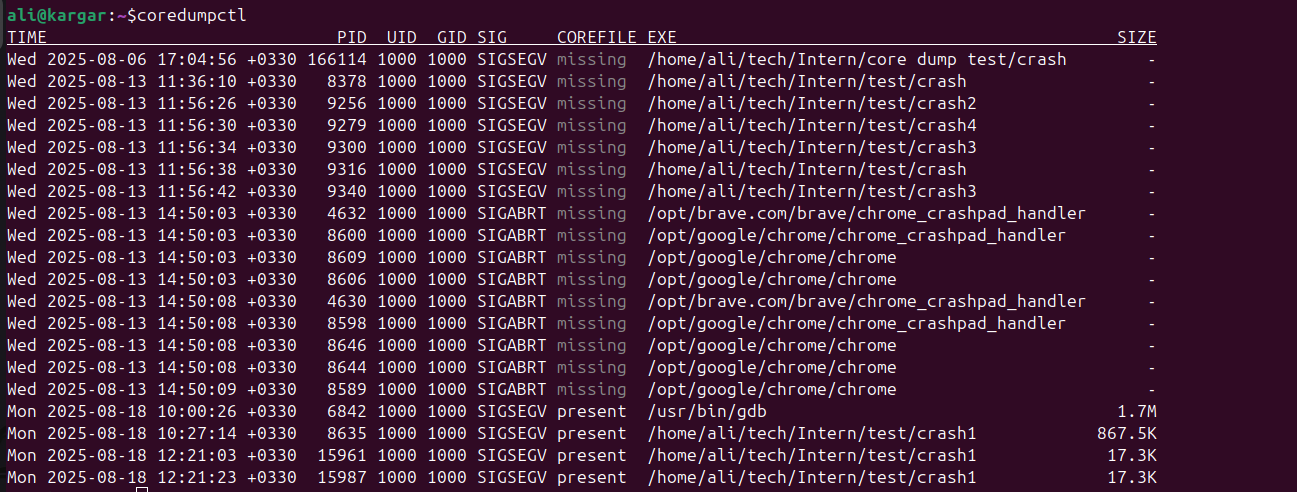 ali@kargar:~$coredumpctl
TIME PID UID GID SIG COREFILE EXE SIZE
Wed 2025-08-06 17:04:56 +0330 166114 1000 1000 SIGSEGV missing /home/ali/tech/Intern/core dump test/crash -
Wed 2025-08-13 11:36:10 +0330 8378 1000 1000 SIGSEGV missing /home/ali/tech/Intern/test/crash -
Wed 2025-08-13 11:56:26 +0330 9256 1000 1000 SIGSEGV missing /home/ali/tech/Intern/test/crash2 -
Wed 2025-08-13 11:56:30 +0330 9279 1000 1000 SIGSEGV missing /home/ali/tech/Intern/test/crash4 -
Wed 2025-08-13 11:56:34 +0330 9300 1000 1000 SIGSEGV missing /home/ali/tech/Intern/test/crash3 -
Wed 2025-08-13 11:56:38 +0330 9316 1000 1000 SIGSEGV missing /home/ali/tech/Intern/test/crash -
Wed 2025-08-13 11:56:42 +0330 9340 1000 1000 SIGSEGV missing /home/ali/tech/Intern/test/crash3 -
Wed 2025-08-13 14:50:03 +0330 4632 1000 1000 SIGABRT missing /opt/brave.com/brave/chrome_crashpad_handler -
Wed 2025-08-13 14:50:03 +0330 8600 1000 1000 SIGABRT missing /opt/google/chrome/chrome_crashpad_handler -
Wed 2025-08-13 14:50:03 +0330 8609 1000 1000 SIGABRT missing /opt/google/chrome/chrome -
Wed 2025-08-13 14:50:03 +0330 8606 1000 1000 SIGABRT missing /opt/google/chrome/chrome -
Wed 2025-08-13 14:50:08 +0330 4630 1000 1000 SIGABRT missing /opt/brave.com/brave/chrome_crashpad_handler -
Wed 2025-08-13 14:50:08 +0330 8598 1000 1000 SIGABRT missing /opt/google/chrome/chrome_crashpad_handler -
Wed 2025-08-13 14:50:08 +0330 8646 1000 1000 SIGABRT missing /opt/google/chrome/chrome -
Wed 2025-08-13 14:50:08 +0330 8644 1000 1000 SIGABRT missing /opt/google/chrome/chrome -
Wed 2025-08-13 14:50:09 +0330 8589 1000 1000 SIGABRT missing /opt/google/chrome/chrome -
Mon 2025-08-18 10:00:26 +0330 6842 1000 1000 SIGSEGV present /usr/bin/gdb 1.7M
Mon 2025-08-18 10:27:14 +0330 8635 1000 1000 SIGSEGV present /home/ali/tech/Intern/test/crash1 867.5K
Mon 2025-08-18 12:21:03 +0330 15961 1000 1000 SIGSEGV present /home/ali/tech/Intern/test/crash1 17.3K
Mon 2025-08-18 12:21:23 +0330 15987 1000 1000 SIGSEGV present /home/ali/tech/Intern/test/crash1 17.3K